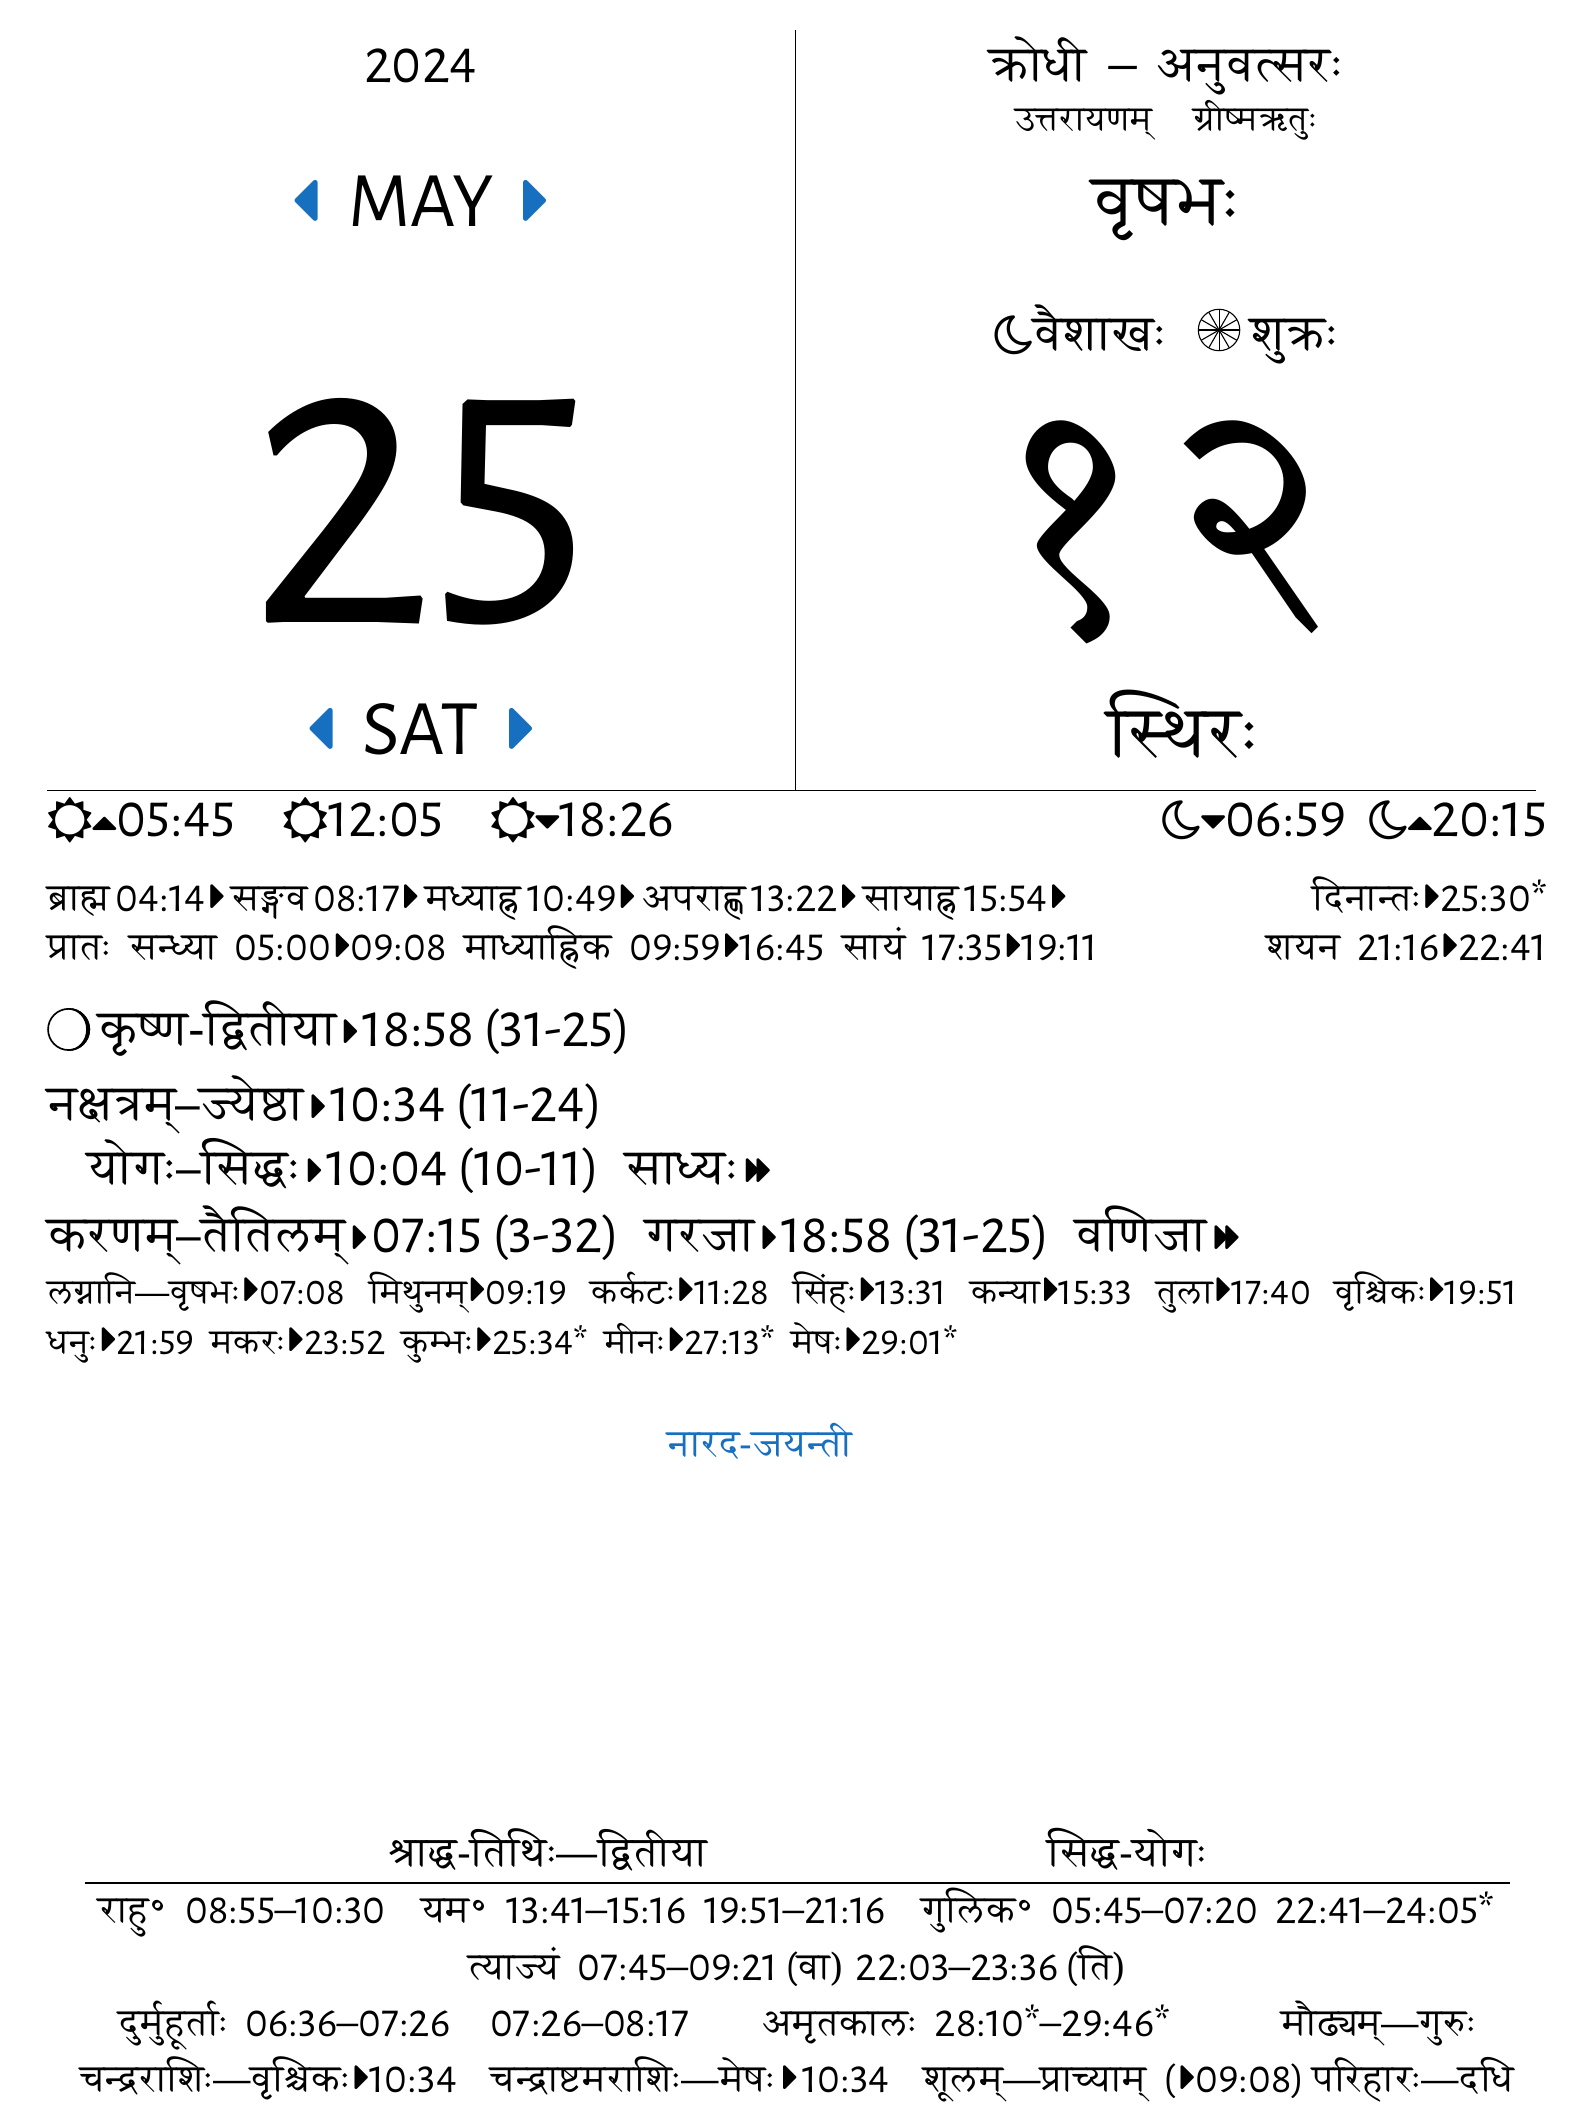 2024
MAY
25
SAT
क्रोधी – अनुवत्सरः
उत्तरायणम् ग्रीष्मऋतुः
वृषभः
वैशाखः शुक्रः
१२
स्थिरः
05:45 12:05 18:26 06:59 20:15
ब्राह्म 04:14 सङ्गव 08:17 मध्याह्न 10:49 अपराह्ण 13:22 सायाह्न 15:54 दिनान्तः 25:30*
प्रातः सन्ध्या 05:00 09:08 माध्याह्निक 09:59 16:45 सायं 17:35 19:11 शयन 21:16 22:41
कृष्ण-द्वितीया 18:58 (31-25)
नक्षत्रम्–ज्येष्ठा 10:34 (11-24)
योगः–सिद्धः 10:04 (10-11) साध्यः
करणम्–तैतिलम् 07:15 (3-32) गरजा 18:58 (31-25) वणिजा
लग्नानि—वृषभः 07:08 मिथुनम् 09:19 कर्कटः 11:28 सिंहः 13:31 कन्या 15:33 तुला 17:40 वृश्चिकः 19:51
धनुः 21:59 मकरः 23:52 कुम्भः 25:34* मीनः 27:13* मेषः 29:01*
नारद-जयन्ती
श्राद्ध-तिथिः—द्वितीया सिद्ध-योगः
राहु॰ 08:55–10:30 यम॰ 13:41–15:16 19:51–21:16 गुलिक॰ 05:45–07:20 22:41–24:05*
त्याज्यं 07:45–09:21 (वा) 22:03–23:36 (ति)
दुर्मुहूर्ताः 06:36–07:26 07:26–08:17 अमृतकालः 28:10*–29:46* मौढ्यम्—गुरुः
चन्द्रराशिः—वृश्चिकः 10:34 चन्द्राष्टमराशिः—मेषः 10:34 शूलम्—प्राच्याम् ( 09:08) परिहारः—दधि